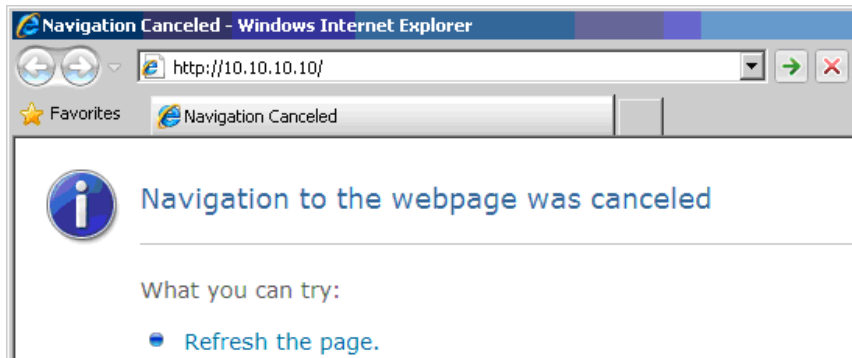 Navigation Canceled - Windows Internet Explorer
http://10.10.10.10/
Favorites
Navigation Canceled
Navigation to the webpage was canceled
What you can try:
Refresh the page.